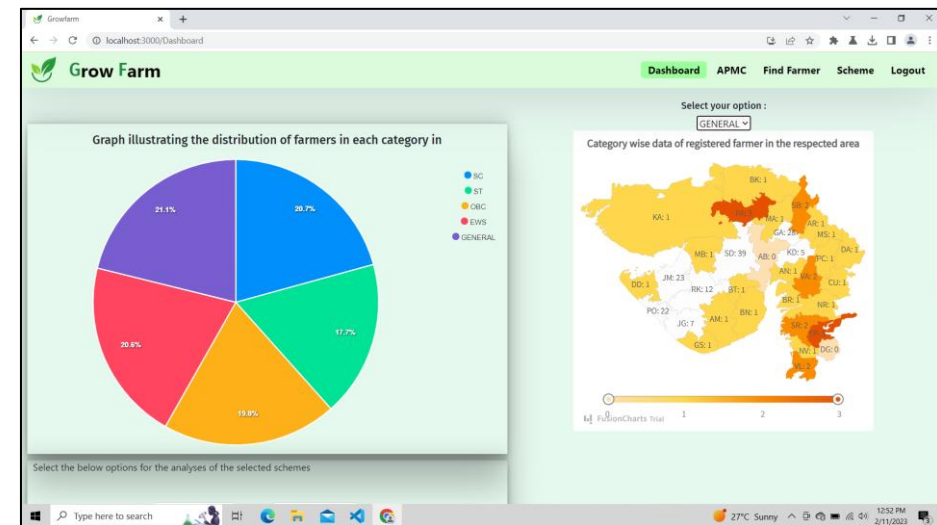 Growfarm
localhost:3000/Dashboard
Grow Farm
Dashboard APMC Find Farmer Scheme Logout
Select your option :
GENERAL
Graph illustrating the distribution of farmers in each category in
SC
ST
OBC
EWS
GENERAL
21.1%
20.7%
17.7%
20.6%
19.8%
Category wise data of registered farmer in the respected area
BK: 1
KA: 1
SB: 2
MA: 1
AR: 1
GA: 25
MS: 1
MB: 1
SD: 39
AB: 0
KD: 5
PC: 1
DA: 1
DD: 1
JM: 23
RK: 12
BT: 1
AN: 1
VA: 2
CU: 1
PO: 22
JG: 7
AM: 1
BN: 1
BR: 1
NR: 1
GS: 1
SR: 2
NV: 1
DG: 0
VL: 2
0 1 2 3
FusionCharts Trial
Select the below options for the analyses of the selected schemes
Type here to search
27°C Sunny
12:52 PM
2/11/2023